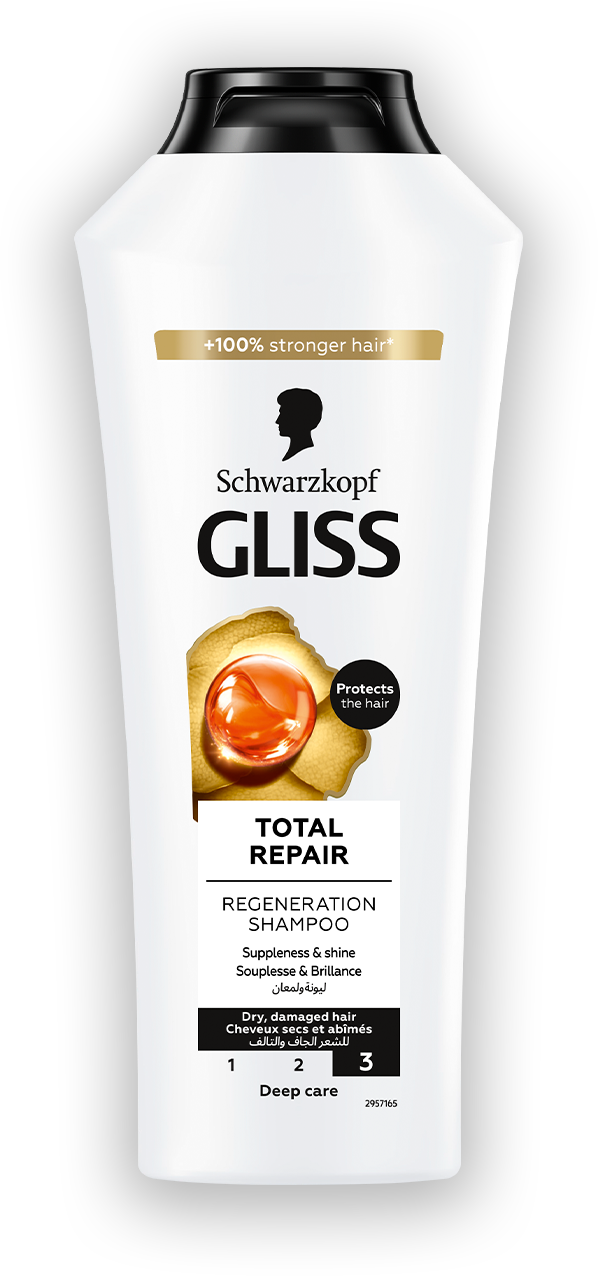 +100% stronger hair*
Schwarzkopf
GLISS
Protects
the hair
TOTAL
REPAIR
REGENERATION
SHAMPOO
Suppleness & shine
Souplesse & Brillance
ليونة ولمعان
Dry, damaged hair
Cheveux secs et abîmés
للشعر الجاف والتالف
1 2 3
Deep care
2957165